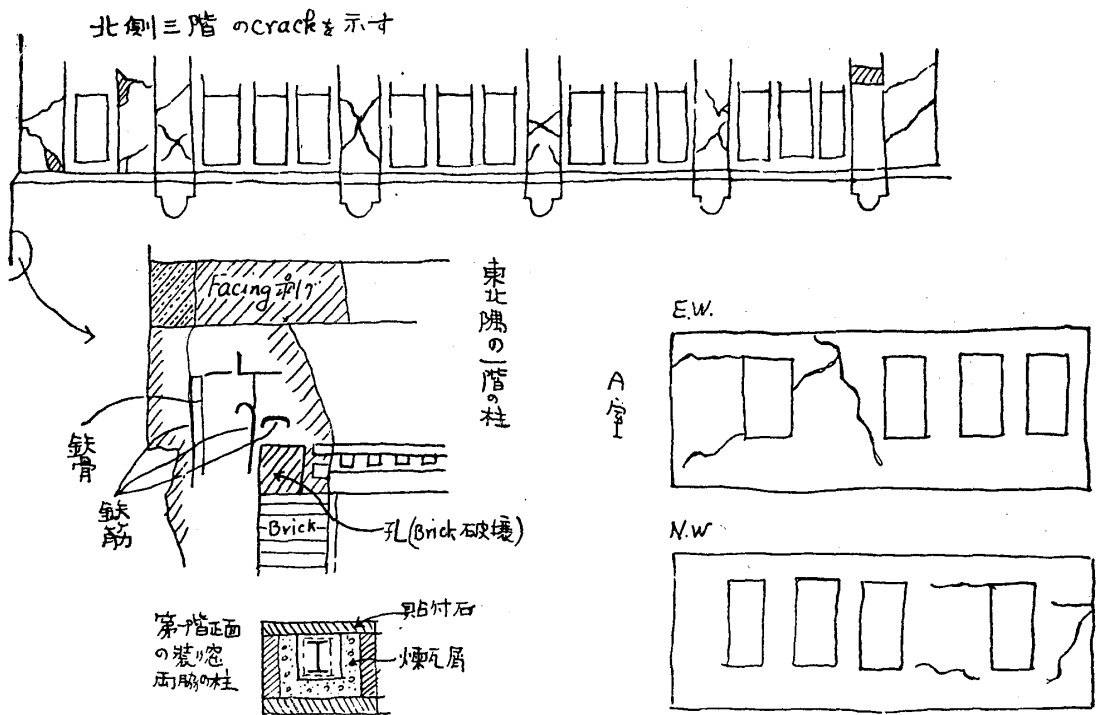 北側三階のcrackを示す
Facing剥グ
東北隅の一階の柱
鉄骨
鉄筋
Brick
孔(Brick破壊)
第一階正面
の装り窓
両脇の柱
貼付石
煉瓦屑
A室
E.W.
N.W